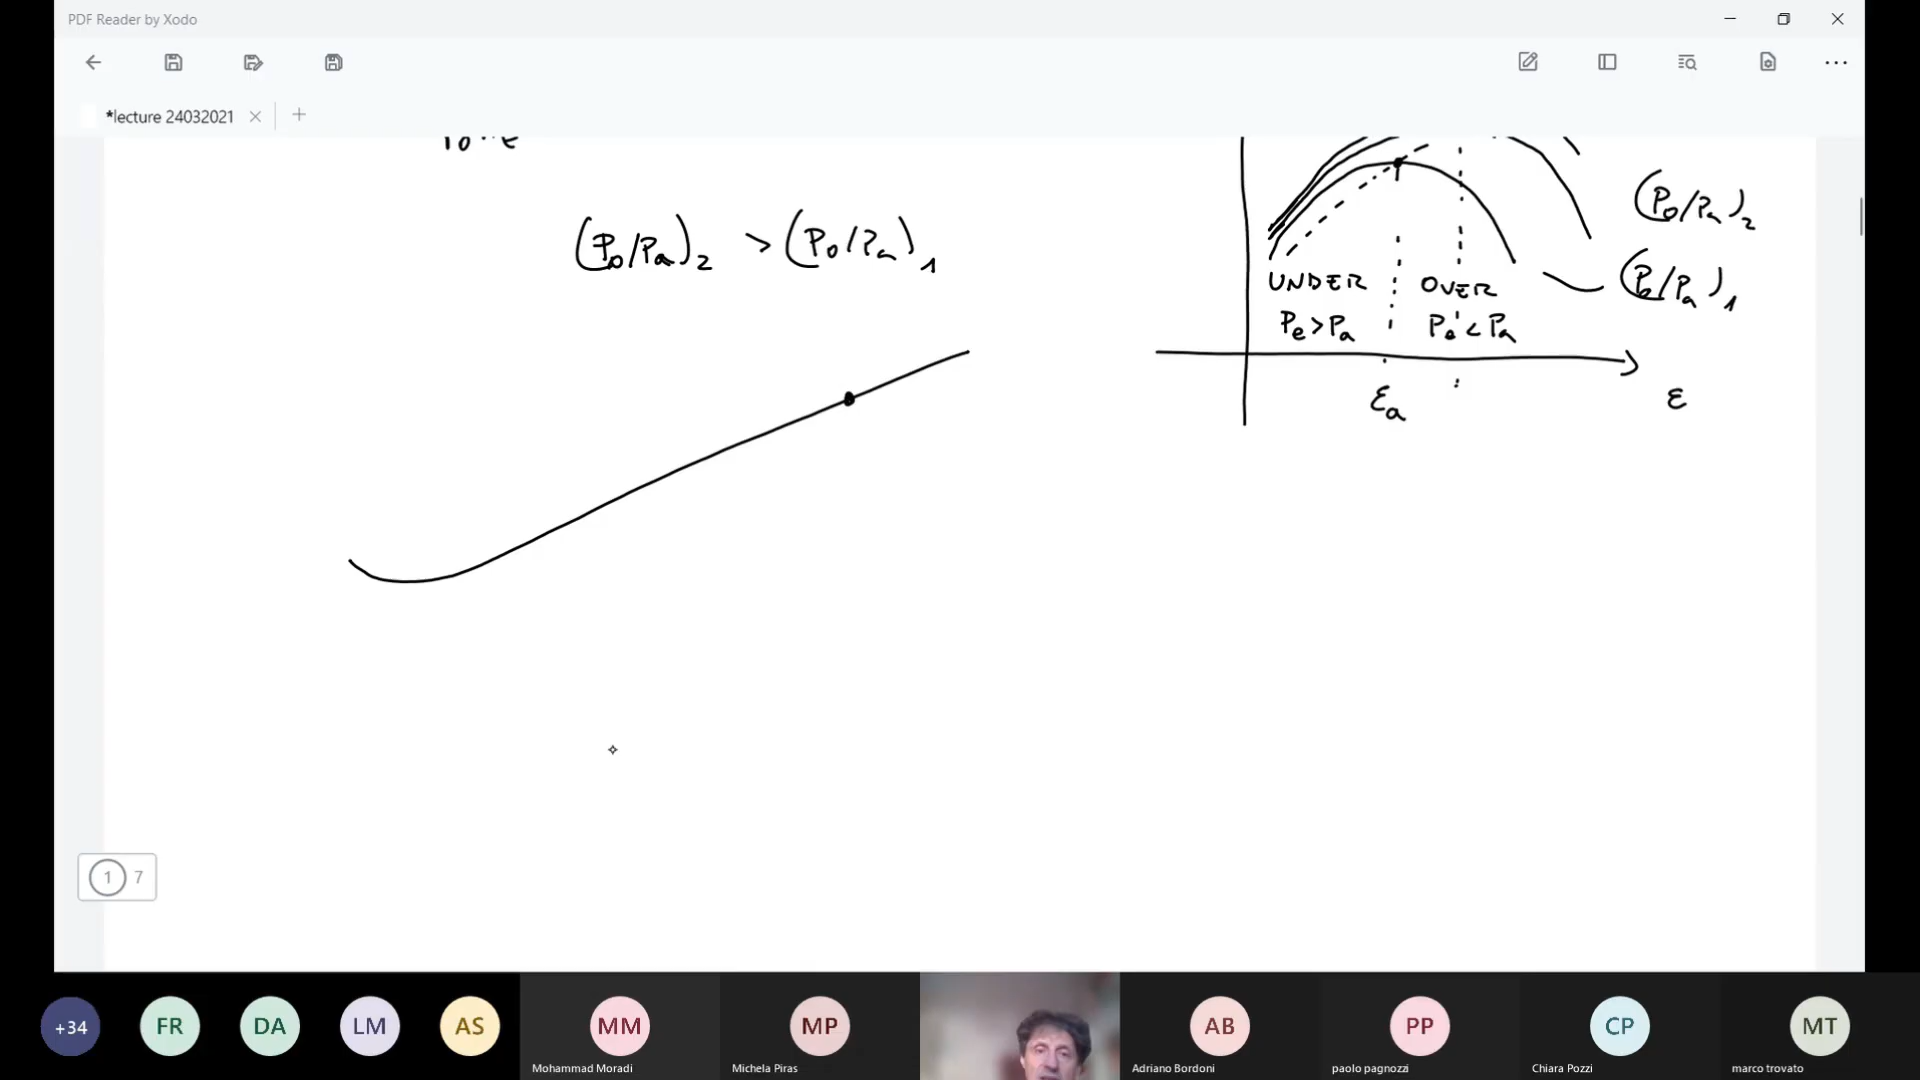 PDF Reader by Xodo
*lecture 24032021
(P₀/Pa)₂ > (P₀/Pa)₁
(P₀/Pa)₂
(P₀/Pa)₁
UNDER
Pe>Pa
OVER
Pe<Pa
εa
ε
1 7
+34
FR
DA
LM
AS
MM
Mohammad Moradi
MP
Michela Piras
AB
Adriano Bordoni
PP
paolo pagnozzi
CP
Chiara Pozzi
MT
marco trovato